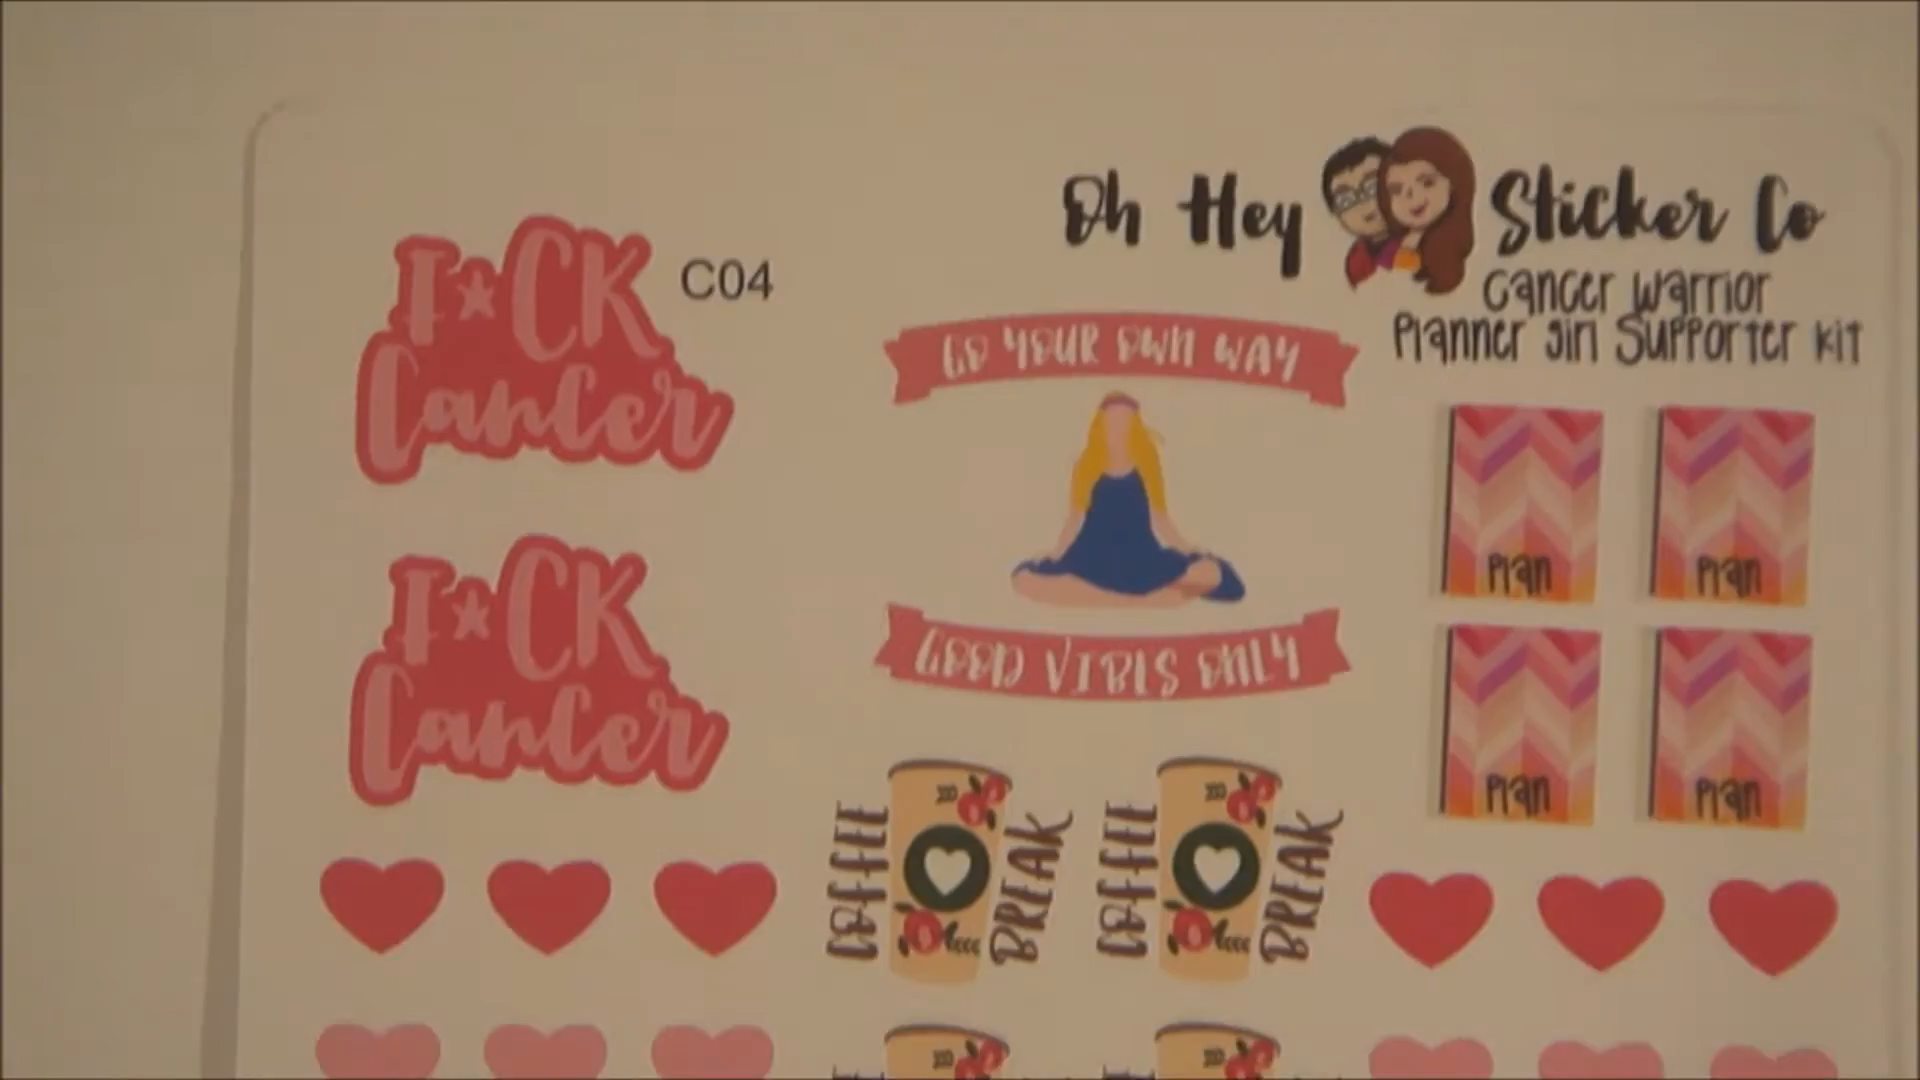 Oh Hey Sticker Co
Cancer Warrior
Planner girl Supporter kit
F★CK
Cancer
C04
GO YOUR OWN WAY
GOOD VIBES ONLY
F★CK
Cancer
Plan
Plan
Plan
Plan
COFFEE BREAK
COFFEE BREAK